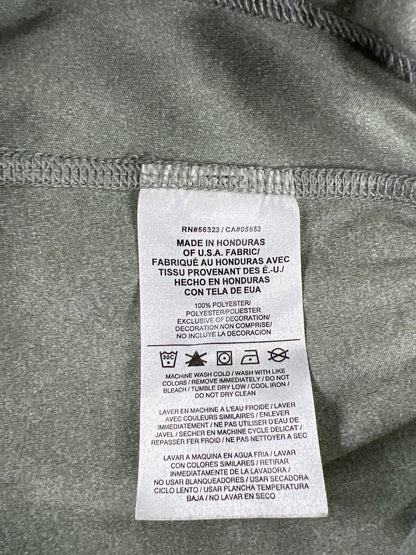 RN#56323 / CA#05553
MADE IN HONDURAS
OF U.S.A. FABRIC/
FABRIQUÉ AU HONDURAS AVEC
TISSU PROVENANT DES É.-U./
HECHO EN HONDURAS
CON TELA DE EUA
100% POLYESTER/
POLYESTER/POLIESTER
EXCLUSIVE OF DECORATION/
DECORATION NON COMPRISE/
NO INCLUYE LA DECORACION
MACHINE WASH COLD / WASH WITH LIKE
COLORS / REMOVE IMMEDIATELY / DO NOT
BLEACH / TUMBLE DRY LOW / COOL IRON /
DO NOT DRY CLEAN
LAVER EN MACHINE A L'EAU FROIDE / LAVER
AVEC COULEURS SIMILAIRES / ENLEVER
IMMÉDIATEMENT / NE PAS UTILISER D'EAU DE
JAVEL / SÉCHER EN MACHINE CYCLE DELICAT /
REPASSER FER FROID / NE PAS NETTOYER A SEC
LAVAR A MAQUINA EN AGUA FRIA / LAVAR
CON COLORES SIMILARES / RETIRAR
INMEDIATAMENTE DE LA LAVADORA /
NO USAR BLANQUEADORES / USAR SECADORA
CICLO LENTO / USAR PLANCHA TEMPERATURA
BAJA / NO LAVAR EN SECO